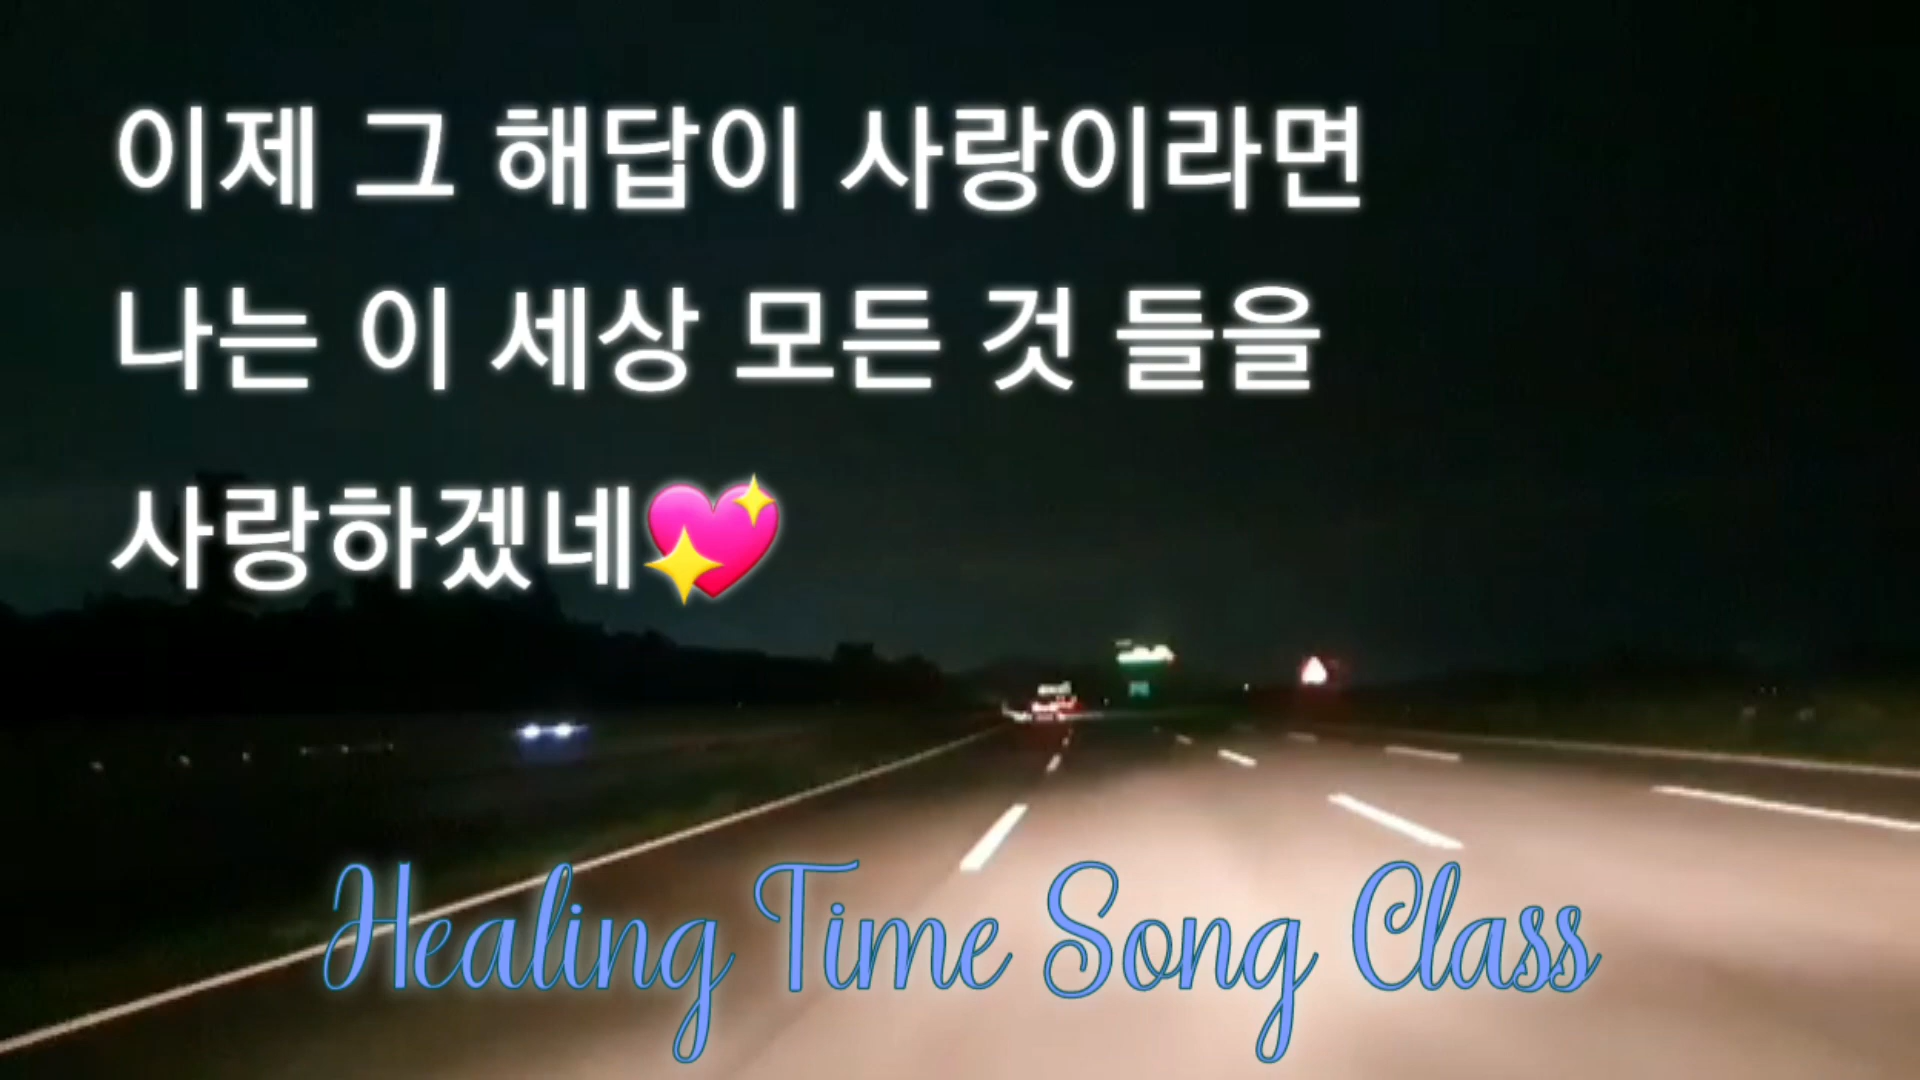 이제 그 해답이 사랑이라면
나는 이 세상 모든 것 들을
사랑하겠네💖
Healing Time Song Class